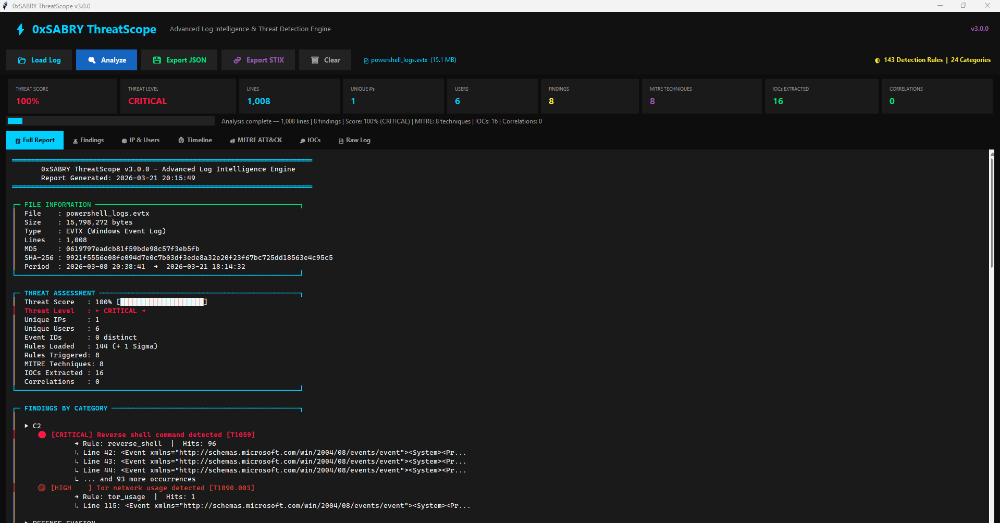 0xSABRY ThreatScope v3.0.0
0xSABRY ThreatScope
Advanced Log Intelligence & Threat Detection Engine
v3.0.0
Load Log
Analyze
Export JSON
Export STIX
Clear
powershell_logs.evtx (15.1 MB)
143 Detection Rules | 24 Categories
THREAT SCORE
100%
THREAT LEVEL
CRITICAL
LINES
1,008
UNIQUE IPs
1
USERS
6
FINDINGS
8
MITRE TECHNIQUES
8
IOCs EXTRACTED
16
CORRELATIONS
0
Analysis complete — 1,008 lines | 8 findings | Score: 100% (CRITICAL) | MITRE: 8 techniques | IOCs: 16 | Correlations: 0
Full Report
Findings
IP & Users
Timeline
MITRE ATT&CK
IOCs
Raw Log
0xSABRY ThreatScope v3.0.0 — Advanced Log Intelligence Engine
Report Generated: 2026-03-21 20:15:49
FILE INFORMATION
File : powershell_logs.evtx
Size : 15,798,272 bytes
Type : EVTX (Windows Event Log)
Lines : 1,008
MD5 : 0619797eadcb81f59bde98c57f3eb5fb
SHA-256 : 9921f5556e08fe094d7e0c7b03df3ede8a32e20f23f67bc725dd18563e4c95c5
Period : 2026-03-08 20:38:41 → 2026-03-21 18:14:32
THREAT ASSESSMENT
Threat Score : 100% [████████████████████]
Threat Level : ► CRITICAL ◄
Unique IPs : 1
Unique Users : 6
Event IDs : 0 distinct
Rules Loaded : 144 (+ 1 Sigma)
Rules Triggered: 8
MITRE Techniques: 8
IOCs Extracted : 16
Correlations : 0
FINDINGS BY CATEGORY
▶ C2
[CRITICAL] Reverse shell command detected [T1059]
→ Rule: reverse_shell | Hits: 96
↳ Line 42: <Event xmlns="http://schemas.microsoft.com/win/2004/08/events/event"><System><Pr...
↳ Line 43: <Event xmlns="http://schemas.microsoft.com/win/2004/08/events/event"><System><Pr...
↳ Line 44: <Event xmlns="http://schemas.microsoft.com/win/2004/08/events/event"><System><Pr...
↳ ... and 93 more occurrences
[HIGH ] Tor network usage detected [T1090.003]
→ Rule: tor_usage | Hits: 1
↳ Line 115: <Event xmlns="http://schemas.microsoft.com/win/2004/08/events/event"><System><Pr...
▶ DEFENSE EVASION